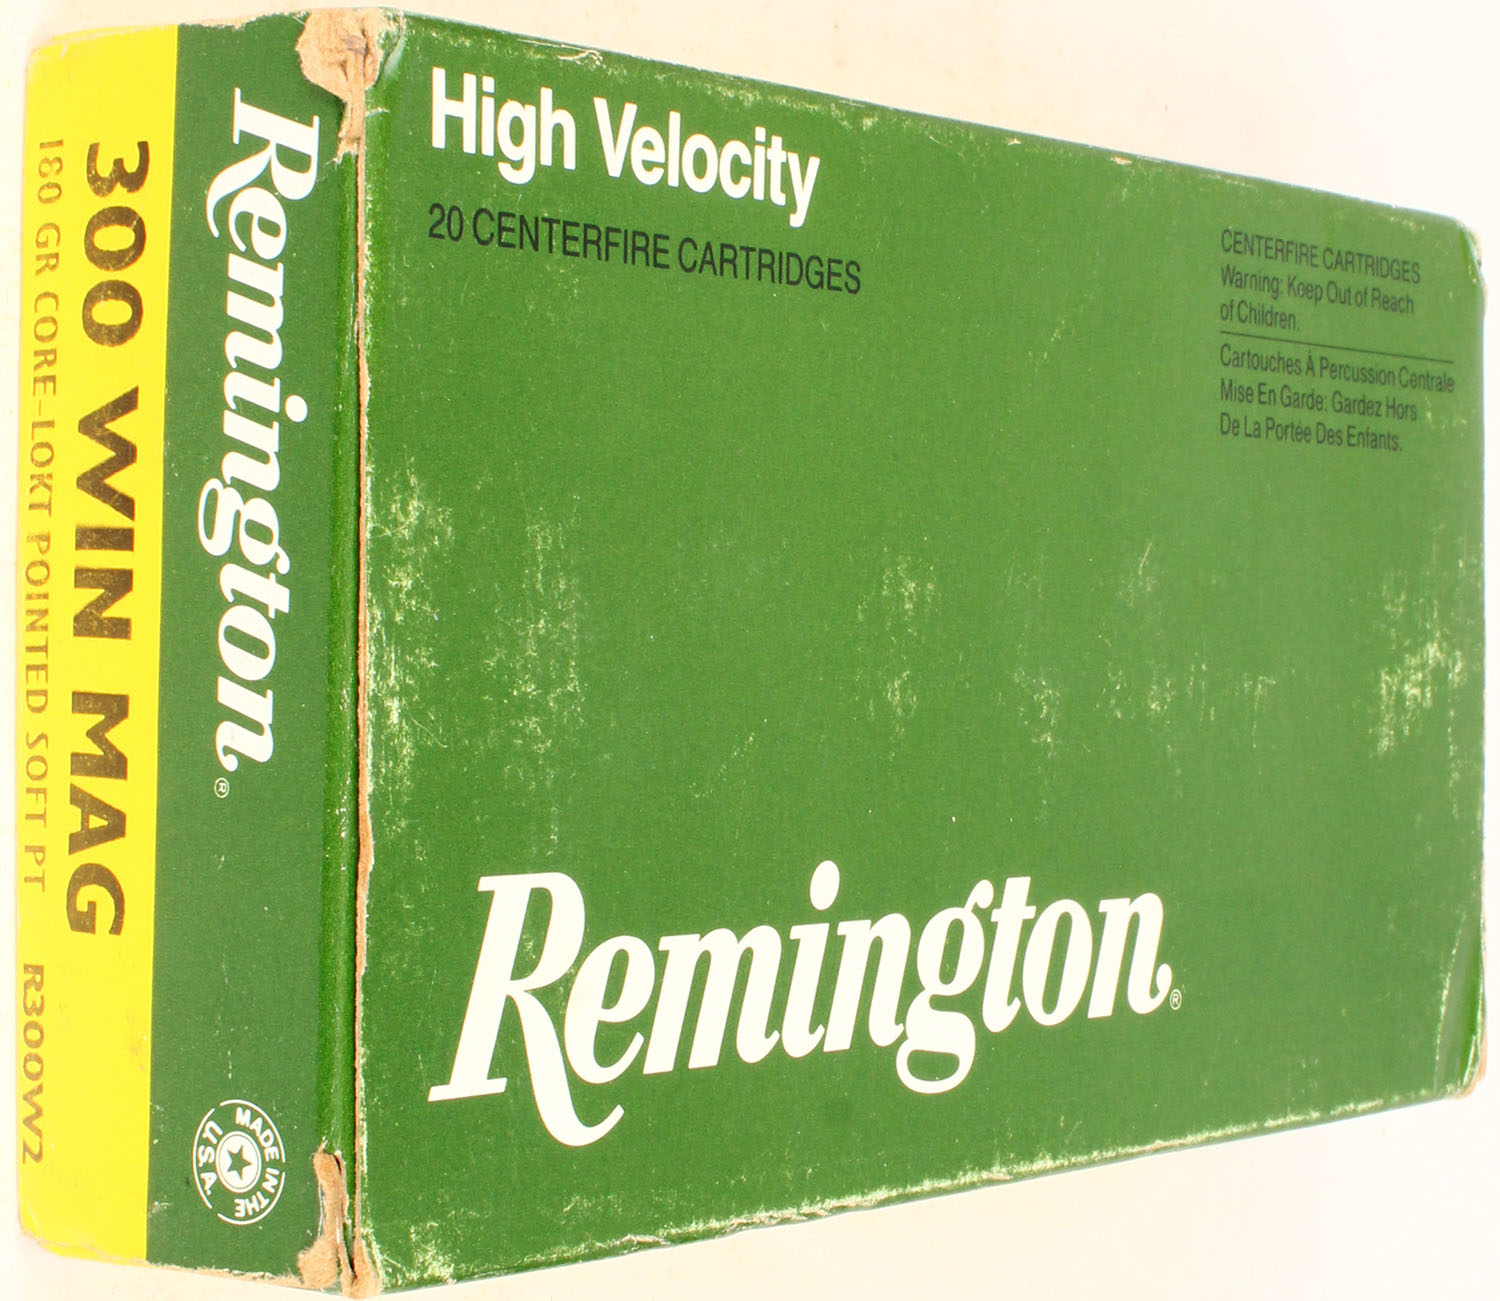 High Velocity
20 CENTERFIRE CARTRIDGES
CENTERFIRE CARTRIDGES
Warning: Keep Out of Reach
of Children.
Cartouches À Percussion Centrale
Mise En Garde: Gardez Hors
De La Portée Des Enfants.
Remington®
Remington®
MADE IN THE
U.S.A.
300 WIN MAG
180 GR CORE-LOKT POINTED SOFT PT R300W2